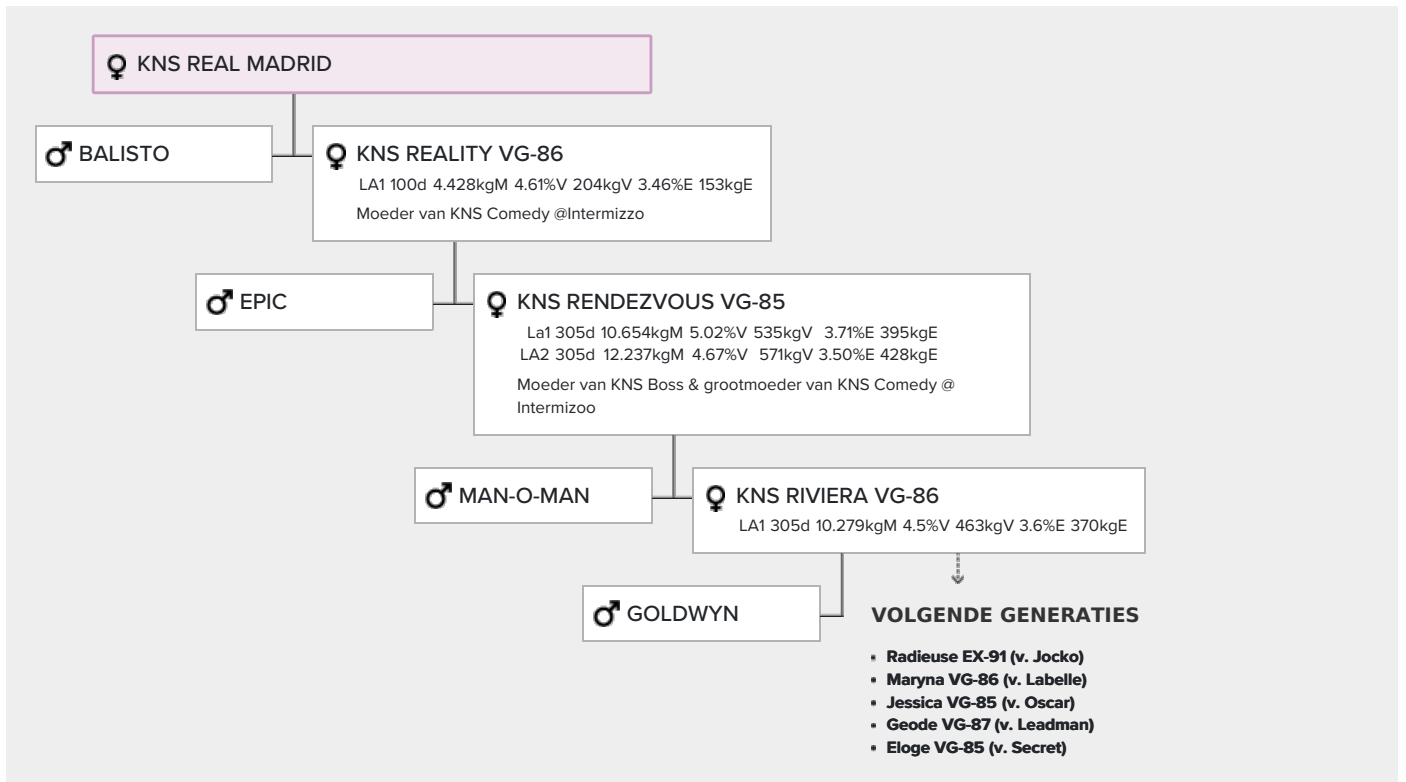 KNS REAL MADRID
BALISTO
KNS REALITY VG-86
LA1 100d 4.428kgM 4.61%V 204kgV 3.46%E 153kgE
Moeder van KNS Comedy @Intermizzo
EPIC
KNS RENDEZVOUS VG-85
La1 305d 10.654kgM 5.02%V 535kgV 3.71%E 395kgE
LA2 305d 12.237kgM 4.67%V 571kgV 3.50%E 428kgE
Moeder van KNS Boss & grootmoeder van KNS Comedy @
Intermizoo
MAN-O-MAN
KNS RIVIERA VG-86
LA1 305d 10.279kgM 4.5%V 463kgV 3.6%E 370kgE
GOLDWYN
VOLGENDE GENERATIES
Radieuse EX-91 (v. Jocko)
Maryna VG-86 (v. Labelle)
Jessica VG-85 (v. Oscar)
Geode VG-87 (v. Leadman)
Eloge VG-85 (v. Secret)